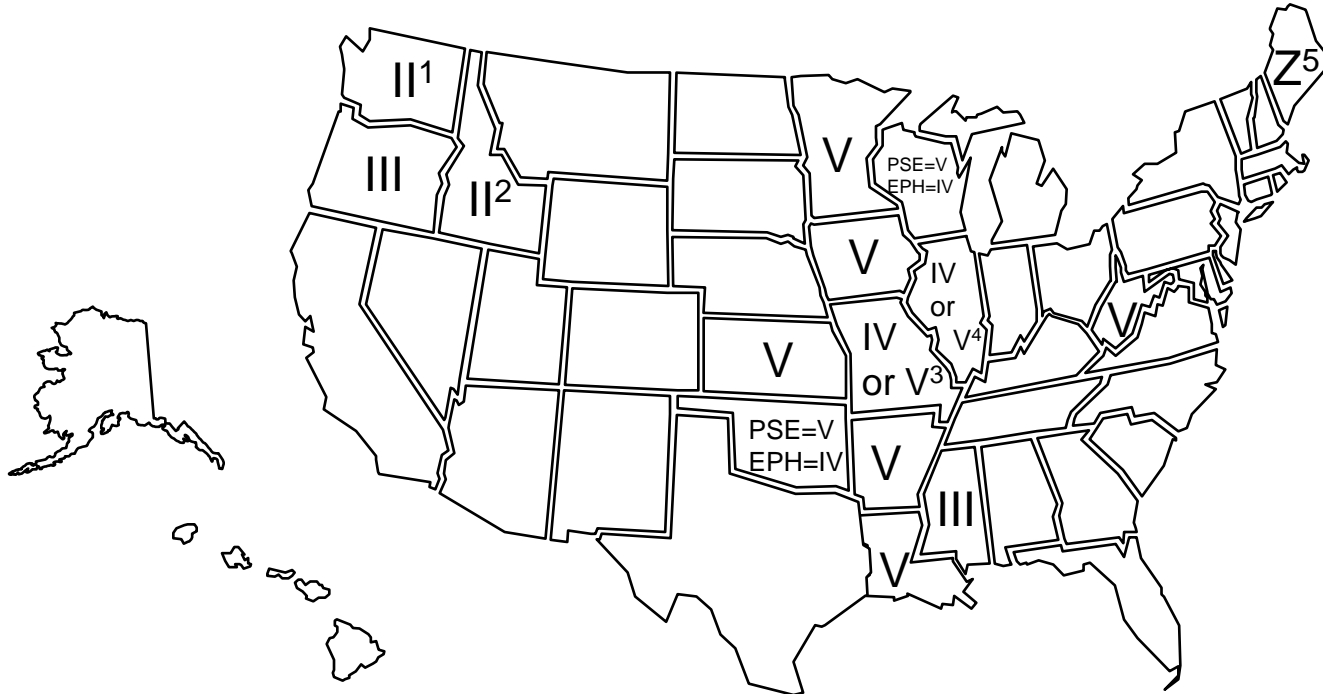 Z⁵
II¹
V
PSE=V
EPH=IV
III
II²
V
IV
or
V⁴
V
V
IV
or V³
PSE=V
EPH=IV
V
III
V